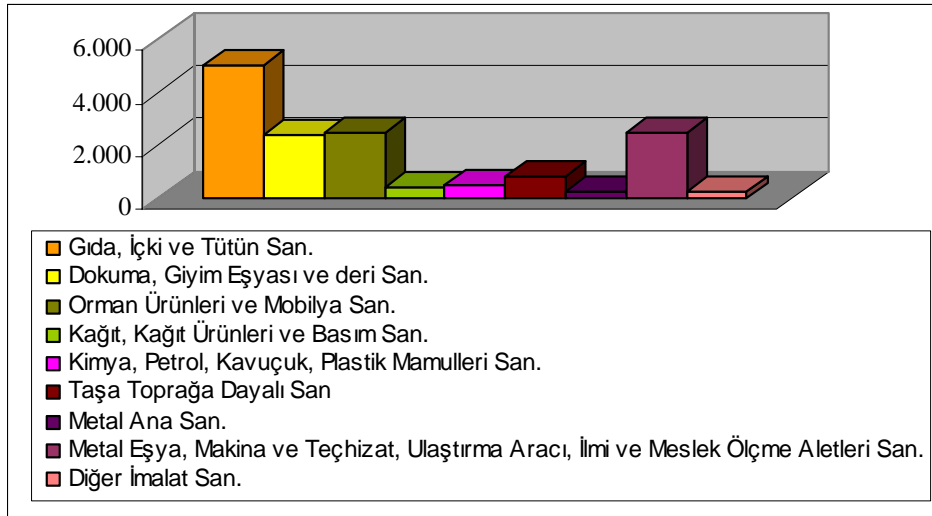 6.000
4.000
2.000
0
Gıda, İçki ve Tütün San.
Dokuma, Giyim Eşyası ve deri San.
Orman Ürünleri ve Mobilya San.
Kağıt, Kağıt Ürünleri ve Basım San.
Kimya, Petrol, Kavuçuk, Plastik Mamulleri San.
Taşa Toprağa Dayalı San
Metal Ana San.
Metal Eşya, Makina ve Teçhizat, Ulaştırma Aracı, İlmi ve Meslek Ölçme Aletleri San.
Diğer İmalat San.